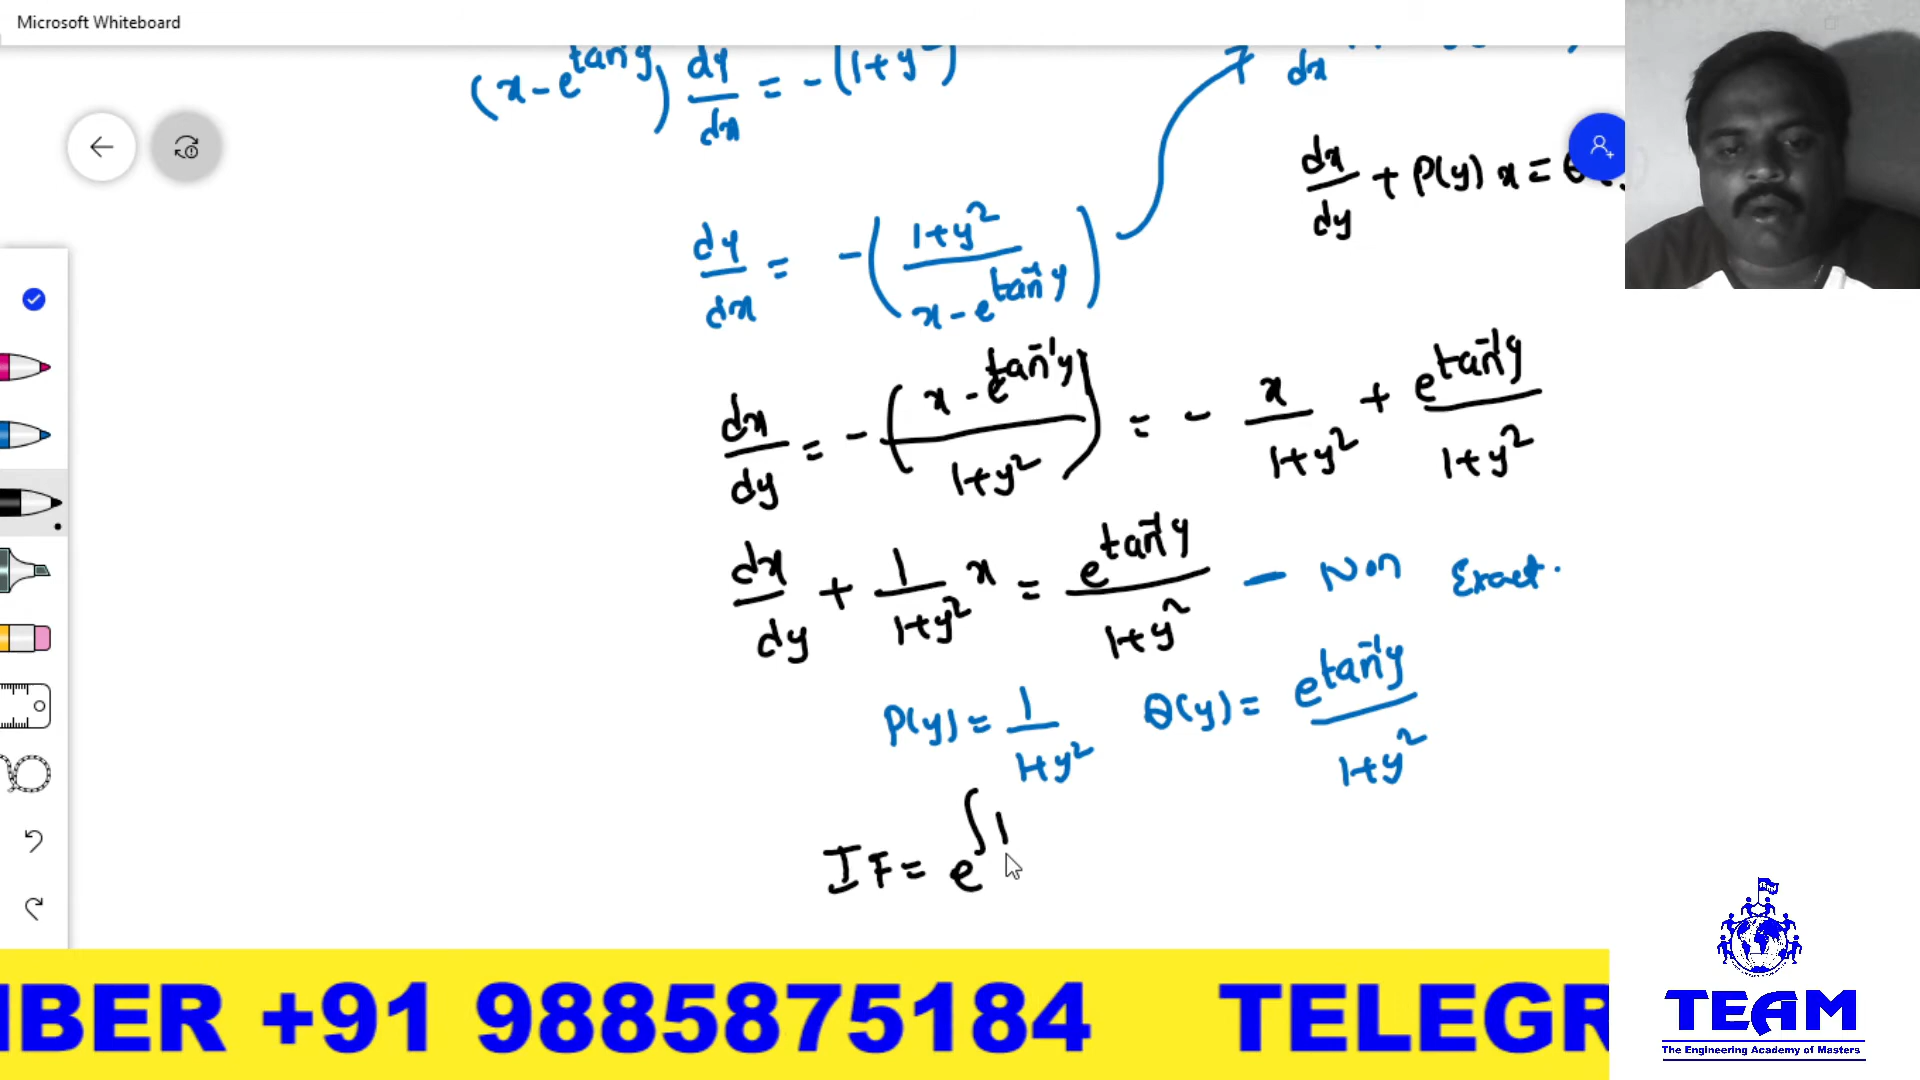 Microsoft Whiteboard
(x - e^tan⁻¹y) dy/dx = -(1+y²)
dx
dx/dy + P(y) x =
dy/dx = -((1+y²)/(x - e^tan⁻¹y))
dx/dy = -((x - e^tan⁻¹y)/(1+y²)) = - x/(1+y²) + e^tan⁻¹y/(1+y²)
dx/dy + 1/(1+y²) x = e^tan⁻¹y/(1+y²) - Non Exact.
P(y) = 1/(1+y²) Q(y) = e^tan⁻¹y/(1+y²)
IF = e^∫1
MBER +91 9885875184 TELEGR
TEAM
The Engineering Academy of Masters